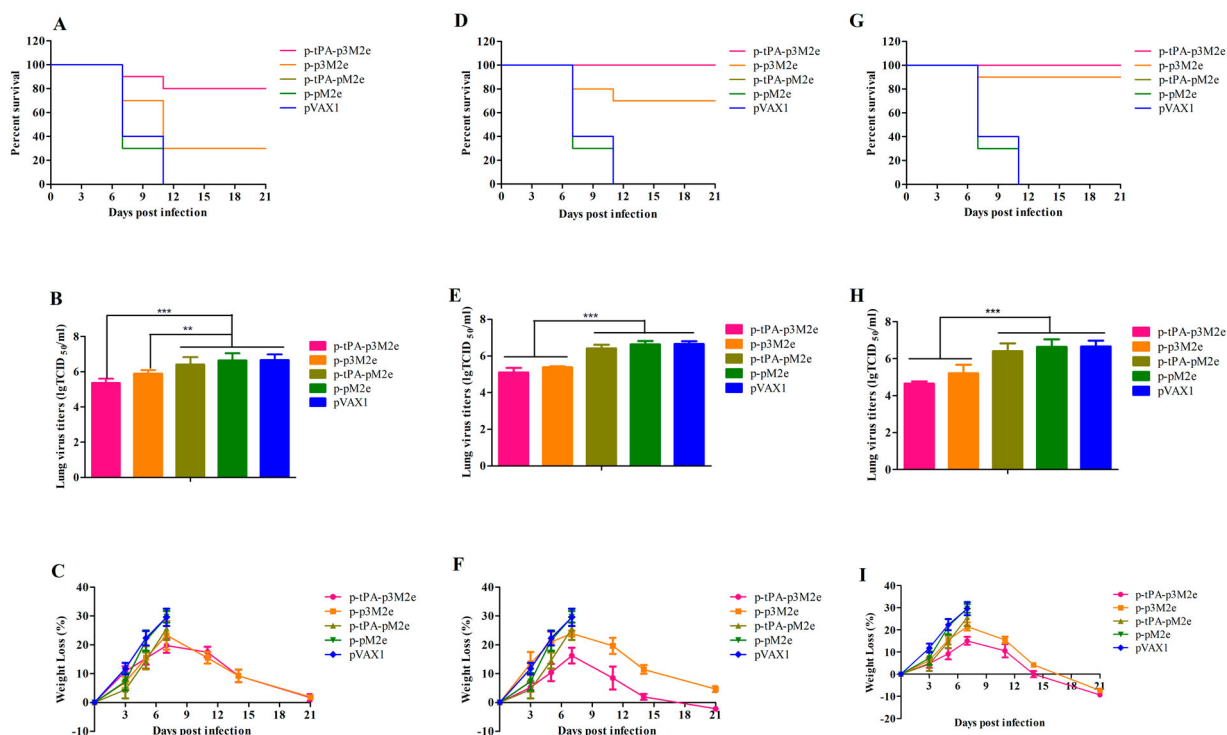 A
Percent survival
120
100
80
60
40
20
0
0 3 6 9 12 15 18 21
Days post infection
p-tPA-p3M2e
p-p3M2e
p-tPA-pM2e
p-pM2e
pVAX1
D
Percent survival
120
100
80
60
40
20
0
0 3 6 9 12 15 18 21
Days post infection
p-tPA-p3M2e
p-p3M2e
p-tPA-pM2e
p-pM2e
pVAX1
G
Percent survival
120
100
80
60
40
20
0
0 3 6 9 12 15 18 21
Days post infection
p-tPA-p3M2e
p-p3M2e
p-tPA-pM2e
p-pM2e
pVAX1
B
Lung virus titers (lgTCID 50/ml)
8
6
4
2
0
***
**
p-tPA-p3M2e
p-p3M2e
p-tPA-pM2e
p-pM2e
pVAX1
E
Lung virus titers (lgTCID 50/ml)
8
6
4
2
0
***
p-tPA-p3M2e
p-p3M2e
p-tPA-pM2e
p-pM2e
pVAX1
H
Lung virus titers (lgTCID 50/ml)
8
6
4
2
0
***
p-tPA-p3M2e
p-p3M2e
p-tPA-pM2e
p-pM2e
pVAX1
C
Weight Loss (%)
40
30
20
10
0
-10
3 6 9 12 15 18 21
Days post infection
p-tPA-p3M2e
p-p3M2e
p-tPA-pM2e
p-pM2e
pVAX1
F
Weight Loss (%)
40
30
20
10
0
-10
3 6 9 12 15 18 21
Days post infection
p-tPA-p3M2e
p-p3M2e
p-tPA-pM2e
p-pM2e
pVAX1
I
Weight Loss (%)
40
30
20
10
0
-10
-20
3 6 9 12 15 18 21
Days post infection
p-tPA-p3M2e
p-p3M2e
p-tPA-pM2e
p-pM2e
pVAX1